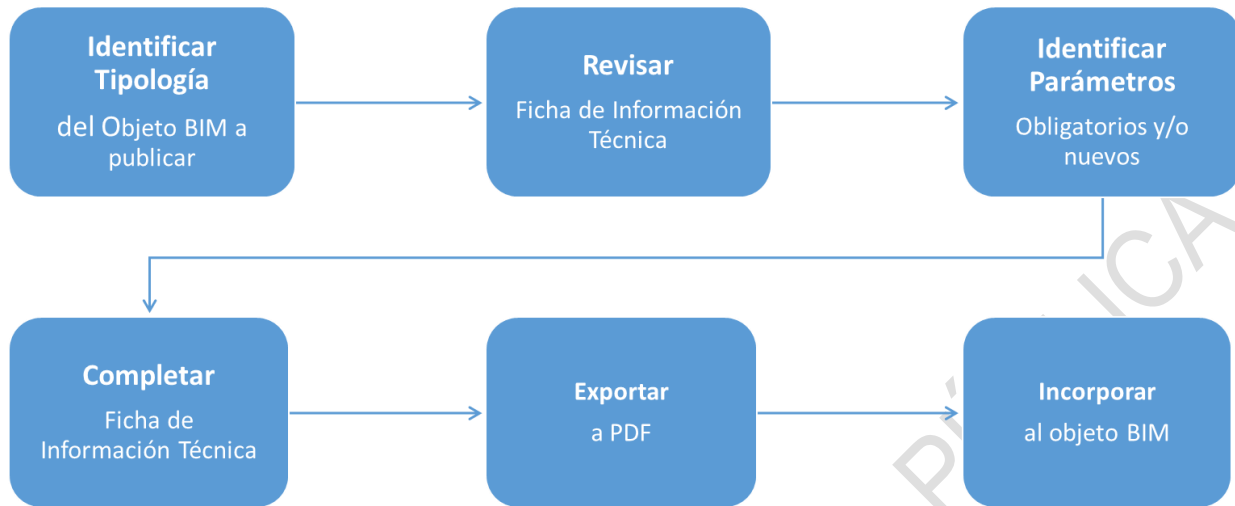 Identificar
Tipología
del Objeto BIM a
publicar
Revisar
Ficha de Información
Técnica
Identificar
Parámetros
Obligatorios y/o
nuevos
Completar
Ficha de
Información Técnica
Exportar
a PDF
Incorporar
al objeto BIM